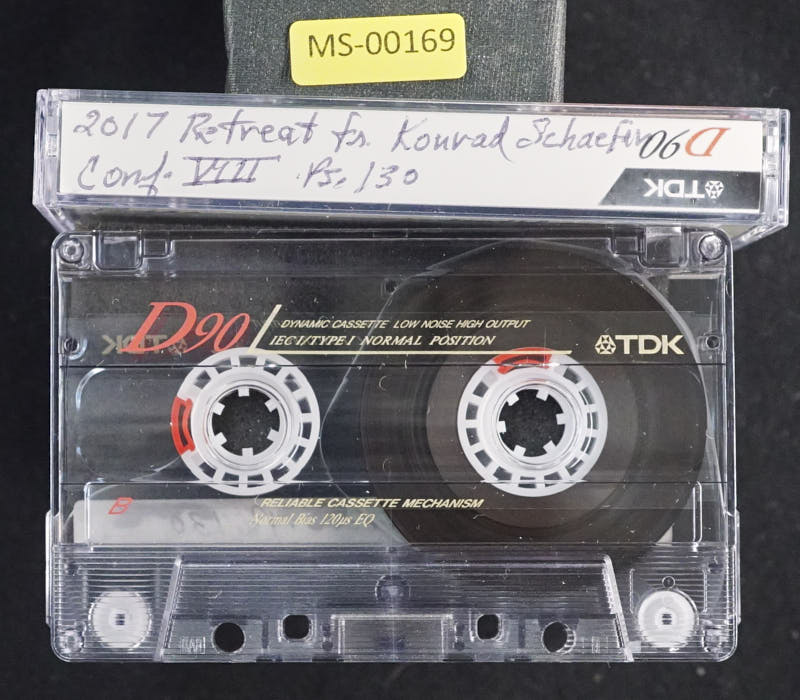 MS-00169
2017 Retreat fr. Konrad Schaefer
Conf. VIII Ps. 130
D90
TDK
D90
DYNAMIC CASSETTE LOW NOISE HIGH OUTPUT
IEC I/TYPE I NORMAL POSITION
TDK
TDK
B
RELIABLE CASSETTE MECHANISM
Normal Bias 120µs EQ